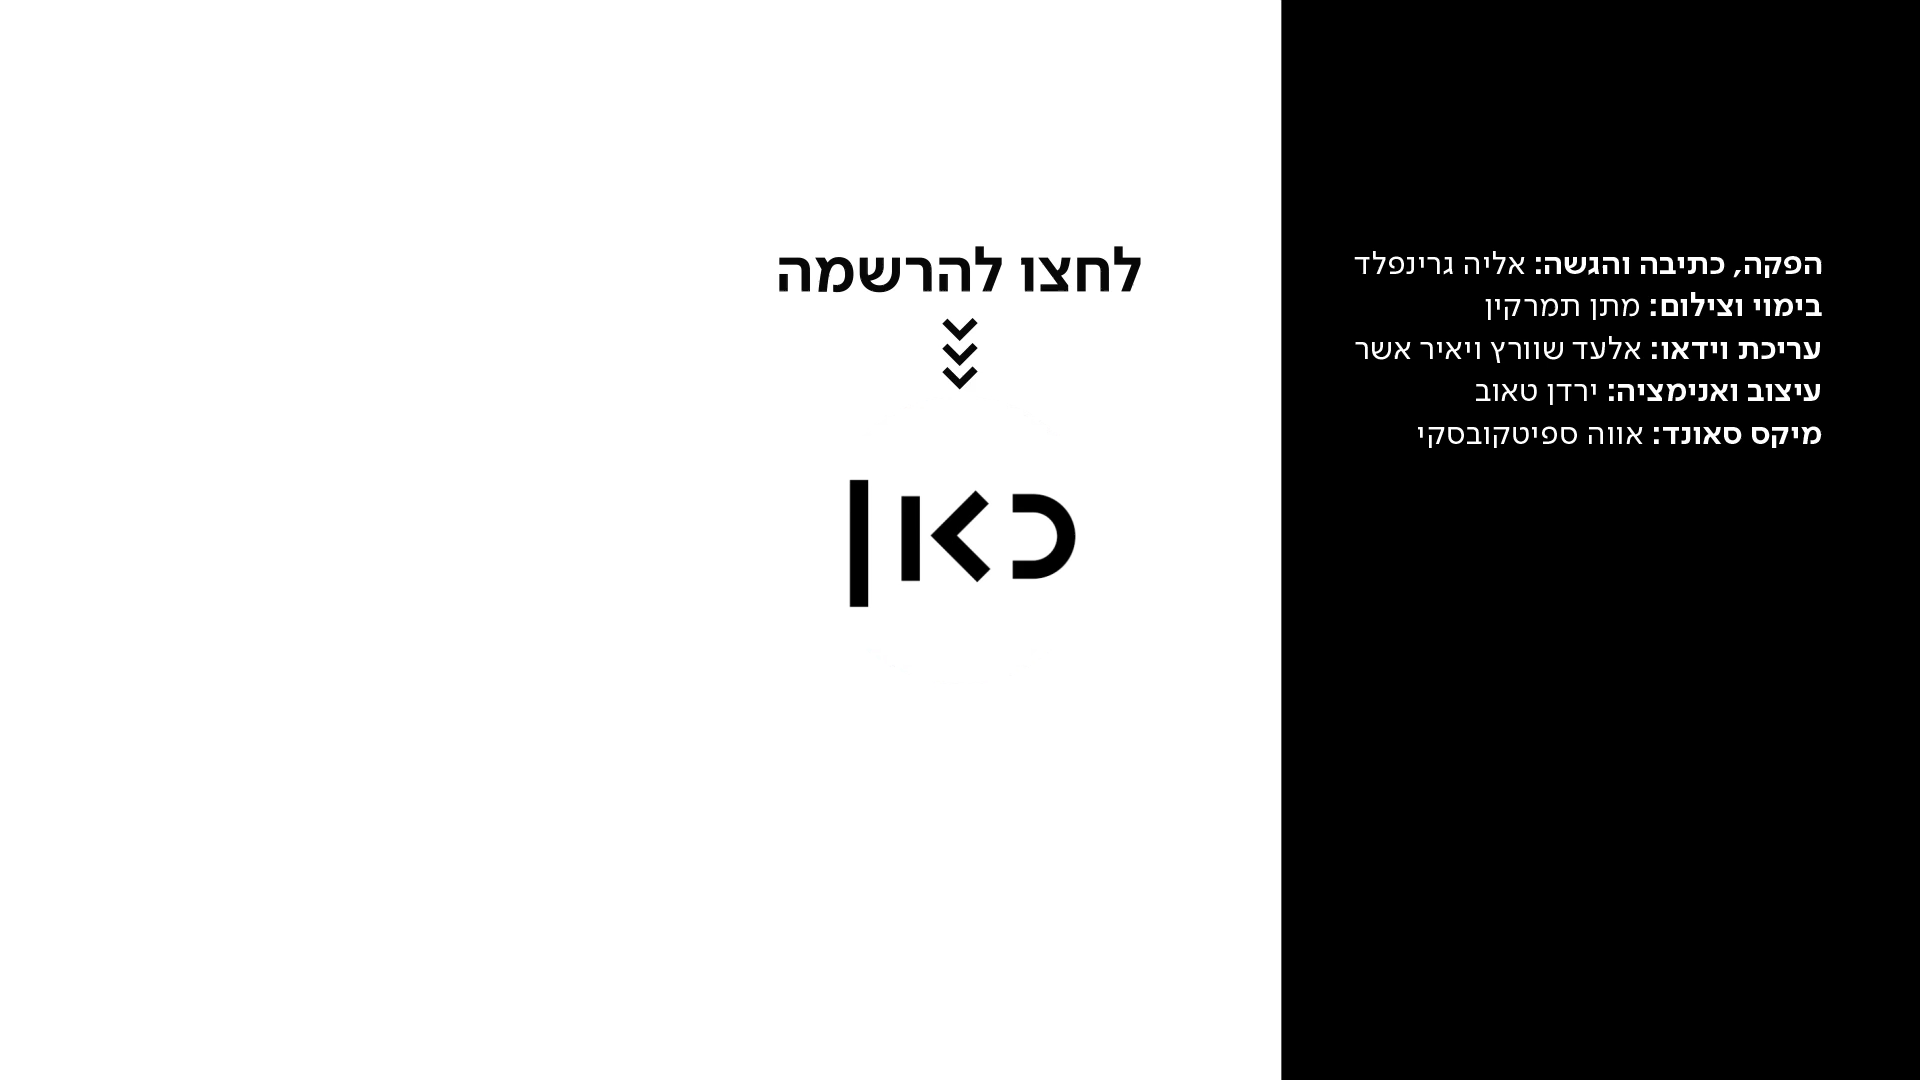 הפקה, כתיבה והגשה: אליה גרינפלד
בימוי וצילום: מתן תמרקין
עריכת וידאו: אלעד שוורץ ויאיר אשר
עיצוב ואנימציה: ירדן טאוב
מיקס סאונד: אווה ספיטקובסקי
לחצו להרשמה
כאן